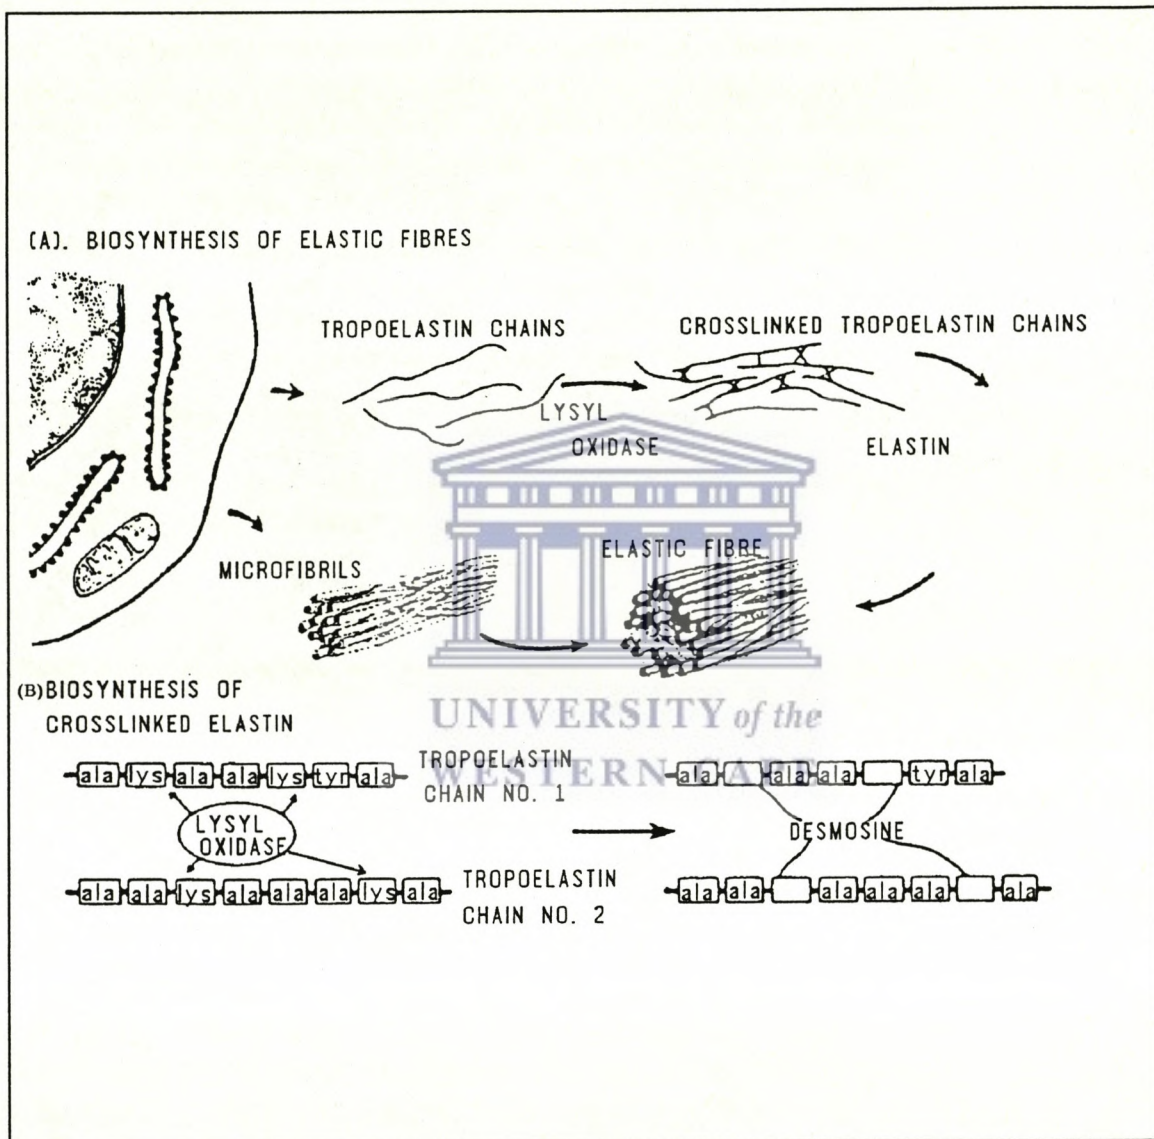 (A). BIOSYNTHESIS OF ELASTIC FIBRES
TROPOELASTIN CHAINS
CROSSLINKED TROPOELASTIN CHAINS
LYSYL
OXIDASE
ELASTIN
MICROFIBRILS
ELASTIC FIBRE
(B)BIOSYNTHESIS OF
CROSSLINKED ELASTIN
UNIVERSITY of the
WESTERN CAPE
ala lys ala ala lys tyr ala
TROPOELASTIN
CHAIN NO. 1
LYSYL
OXIDASE
ala ala lys ala ala ala lys ala
TROPOELASTIN
CHAIN NO. 2
ala ala ala tyr ala
DESMOSINE
ala ala ala ala ala ala